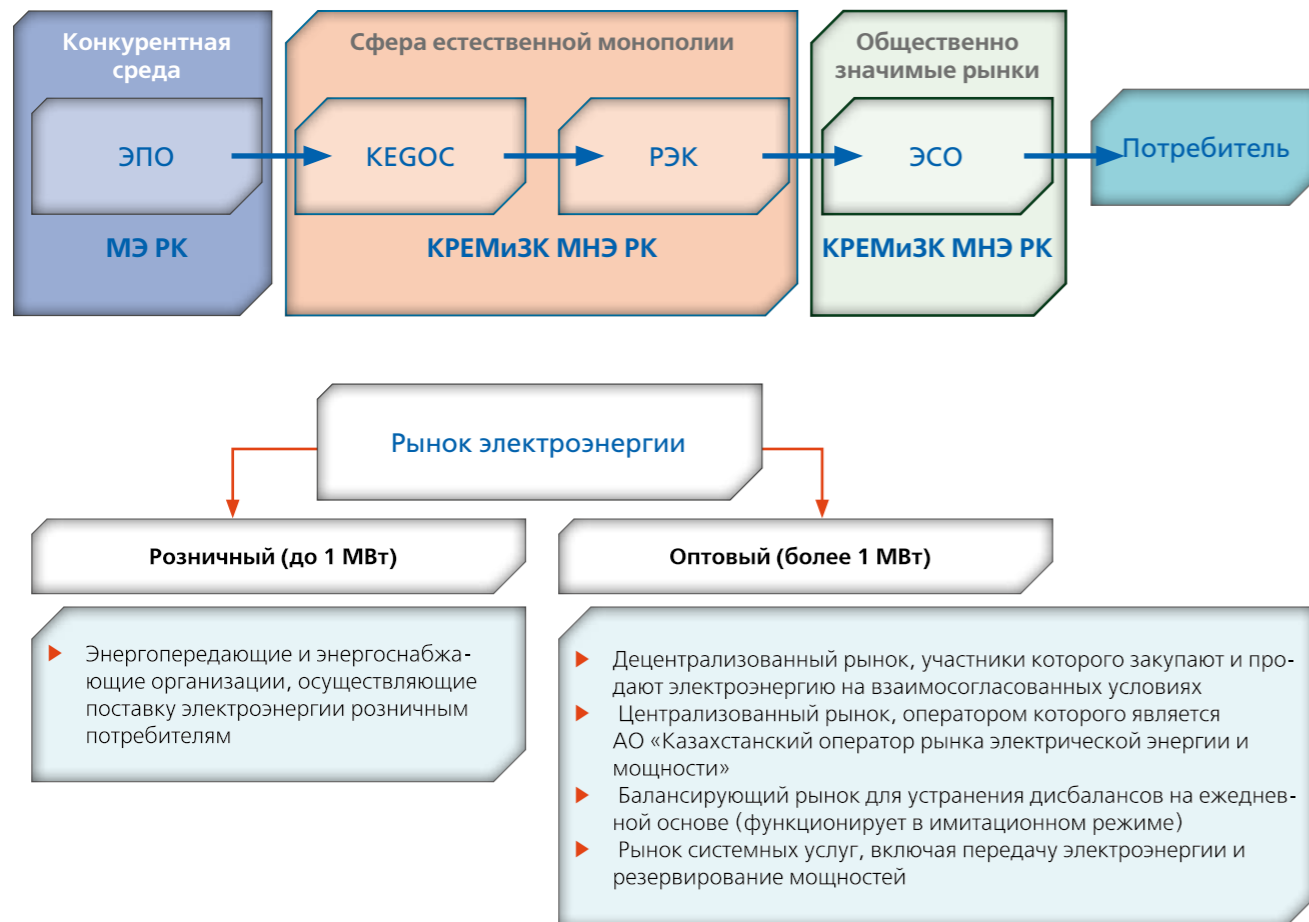 Конкурентная
среда
Сфера естественной монополии
Общественно
значимые рынки
ЭПО
KEGOC
РЭК
ЭСО
Потребитель
МЭ РК
КРЕМиЗК МНЭ РК
КРЕМиЗК МНЭ РК
Рынок электроэнергии
Розничный (до 1 МВт)
Оптовый (более 1 МВт)
Энергопередающие и энергоснабжа-
ющие организации, осуществляющие
поставку электроэнергии розничным
потребителям
Децентрализованный рынок, участники которого закупают и про-
дают электроэнергию на взаимосогласованных условиях
Централизованный рынок, оператором которого является
АО «Казахстанский оператор рынка электрической энергии и
мощности»
Балансирующий рынок для устранения дисбалансов на ежеднев-
ной основе (функционирует в имитационном режиме)
Рынок системных услуг, включая передачу электроэнергии и
резервирование мощностей